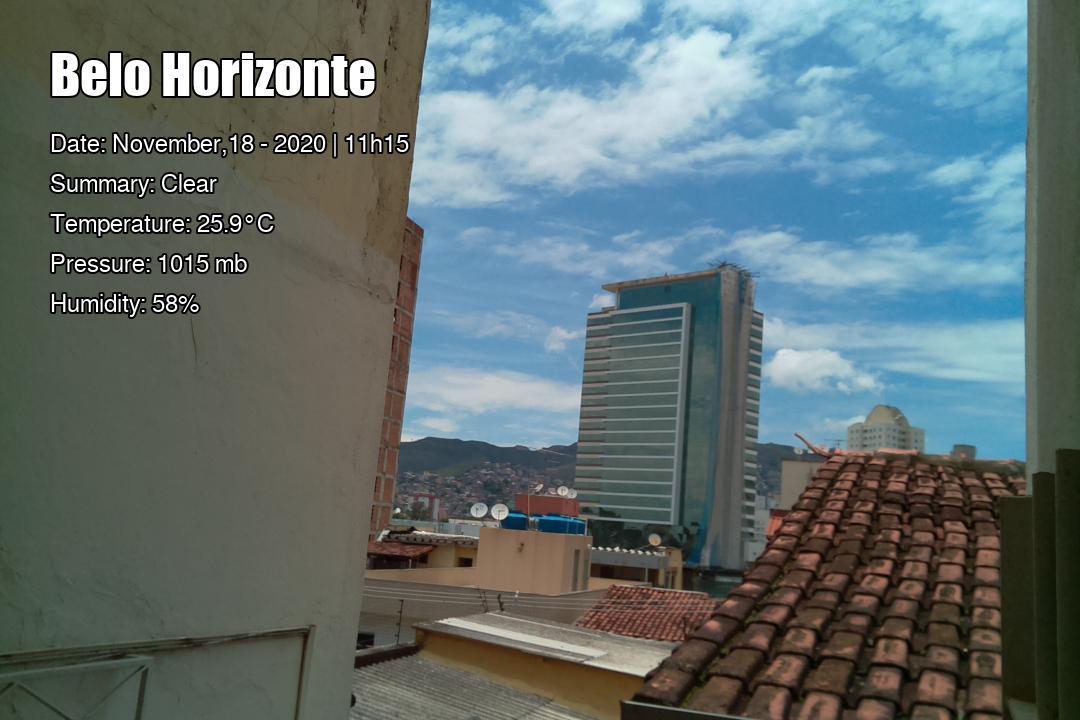 Belo Horizonte
Date: November,18 - 2020 | 11h15
Summary: Clear
Temperature: 25.9°C
Pressure: 1015 mb
Humidity: 58%